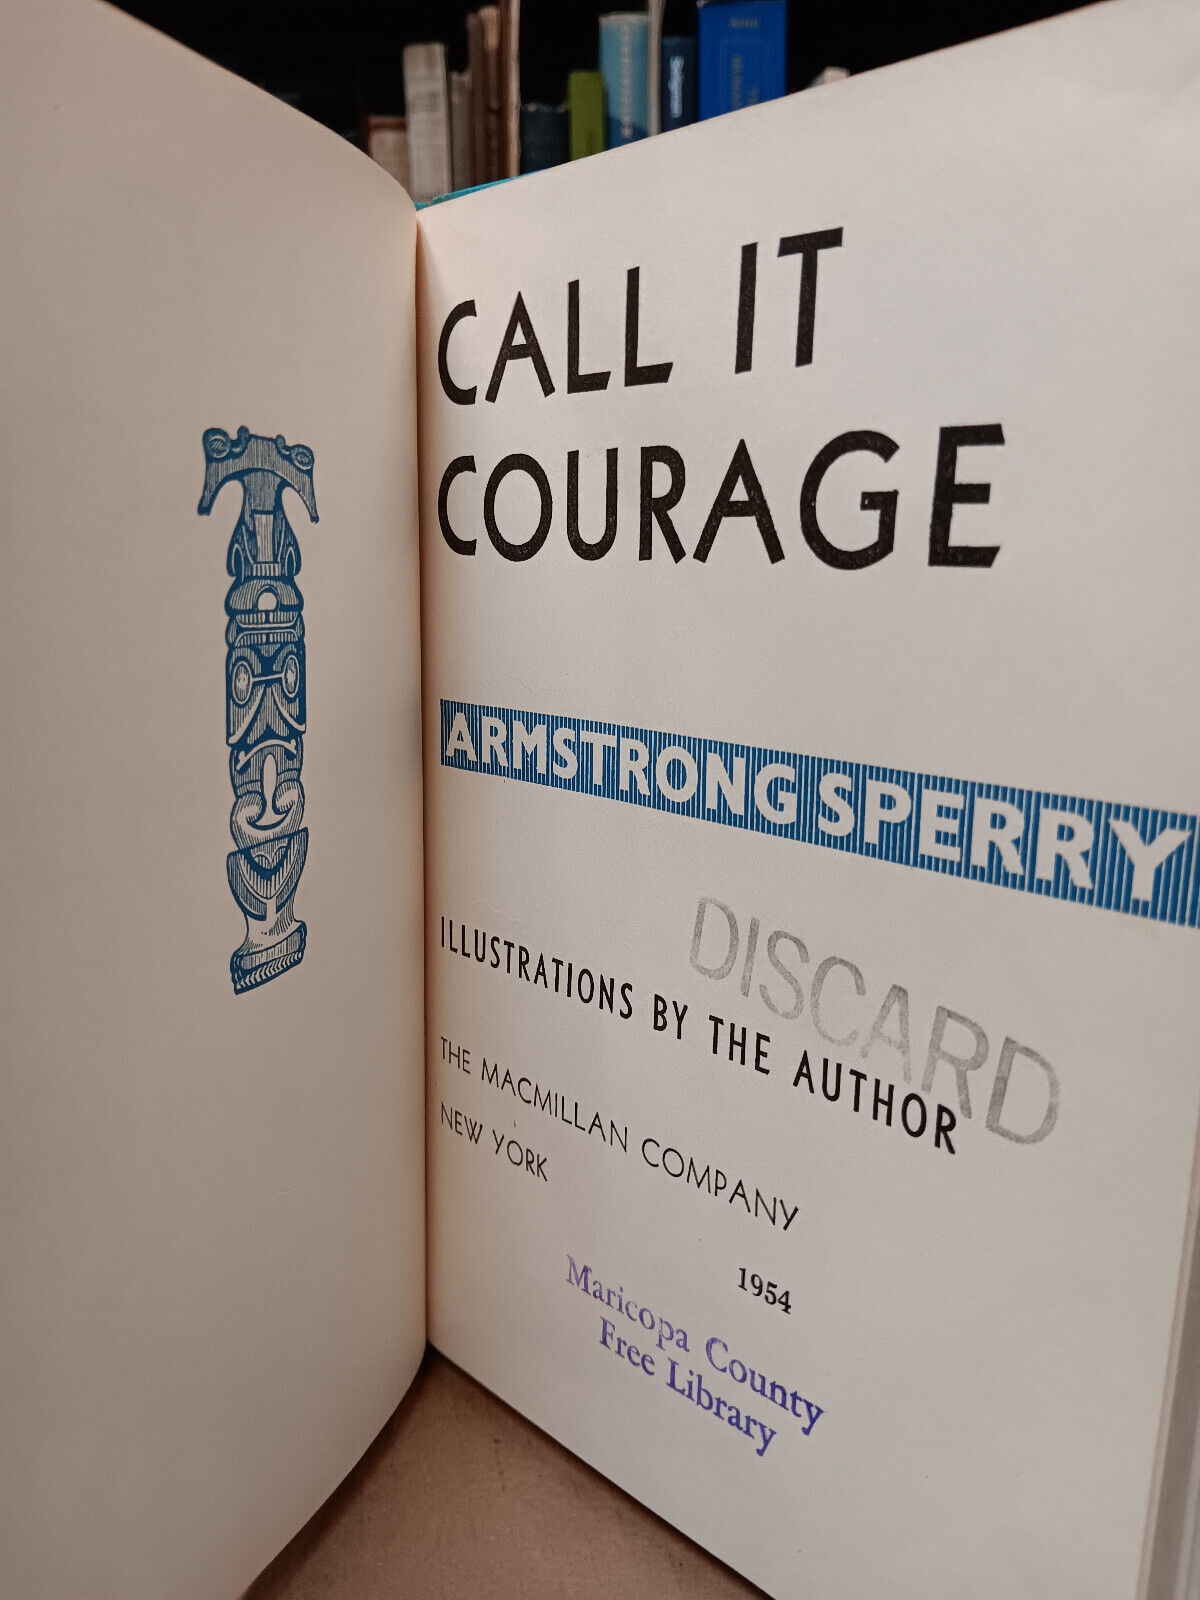 CALL IT
COURAGE
ARMSTRONG SPERRY
DISCARD
ILLUSTRATIONS BY THE AUTHOR
THE MACMILLAN COMPANY
NEW YORK
1954
Maricopa County
Free Library